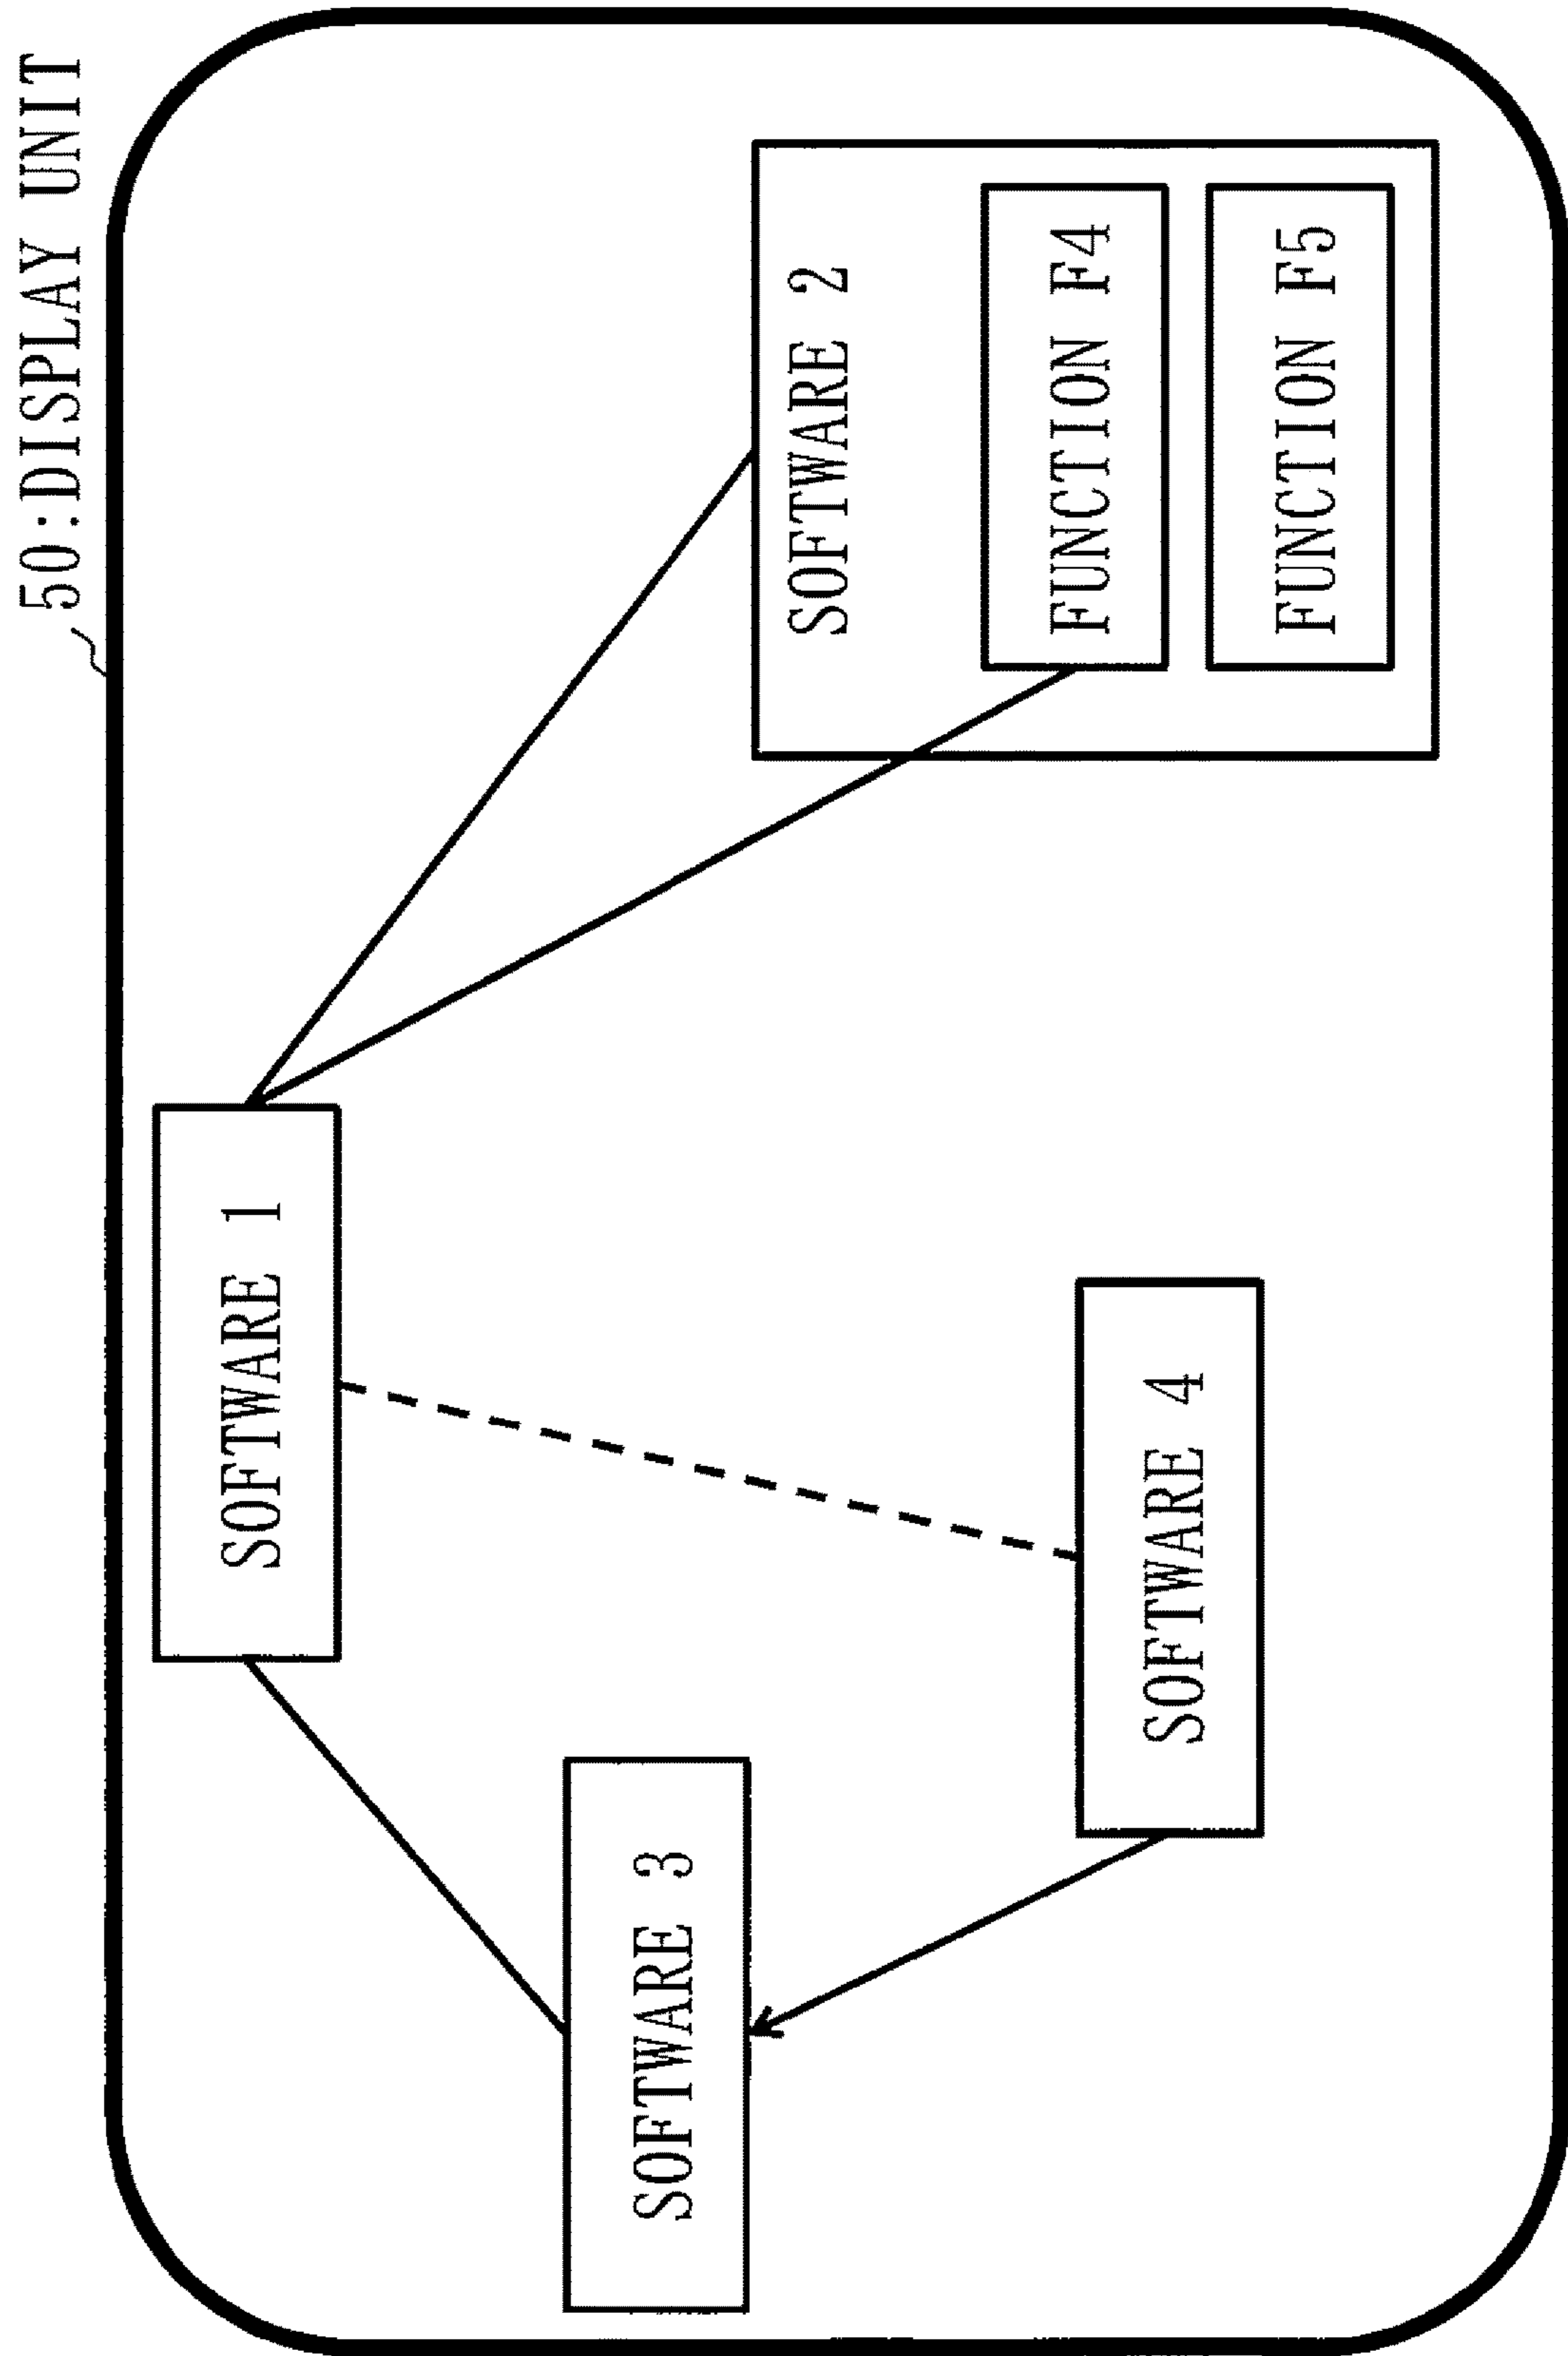 50:DISPLAY UNIT
SOFTWARE 1
SOFTWARE 3
SOFTWARE 2
SOFTWARE 4
FUNCTION F4
FUNCTION F5